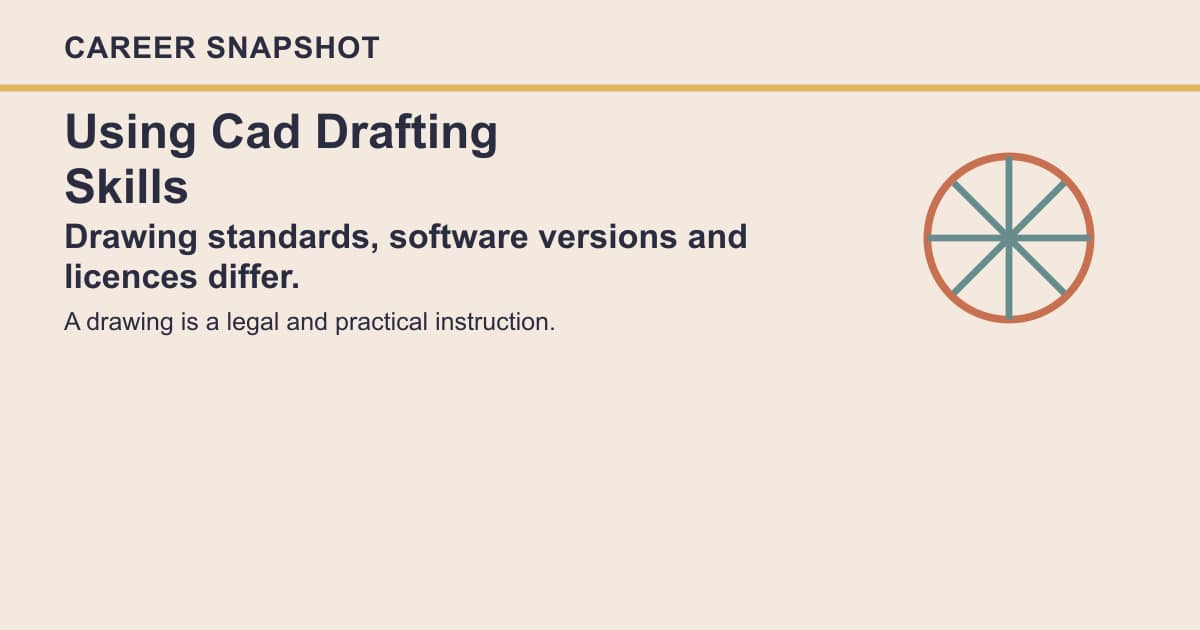 CAREER SNAPSHOT
Using Cad Drafting
Skills
Drawing standards, software versions and
licences differ.
A drawing is a legal and practical instruction.